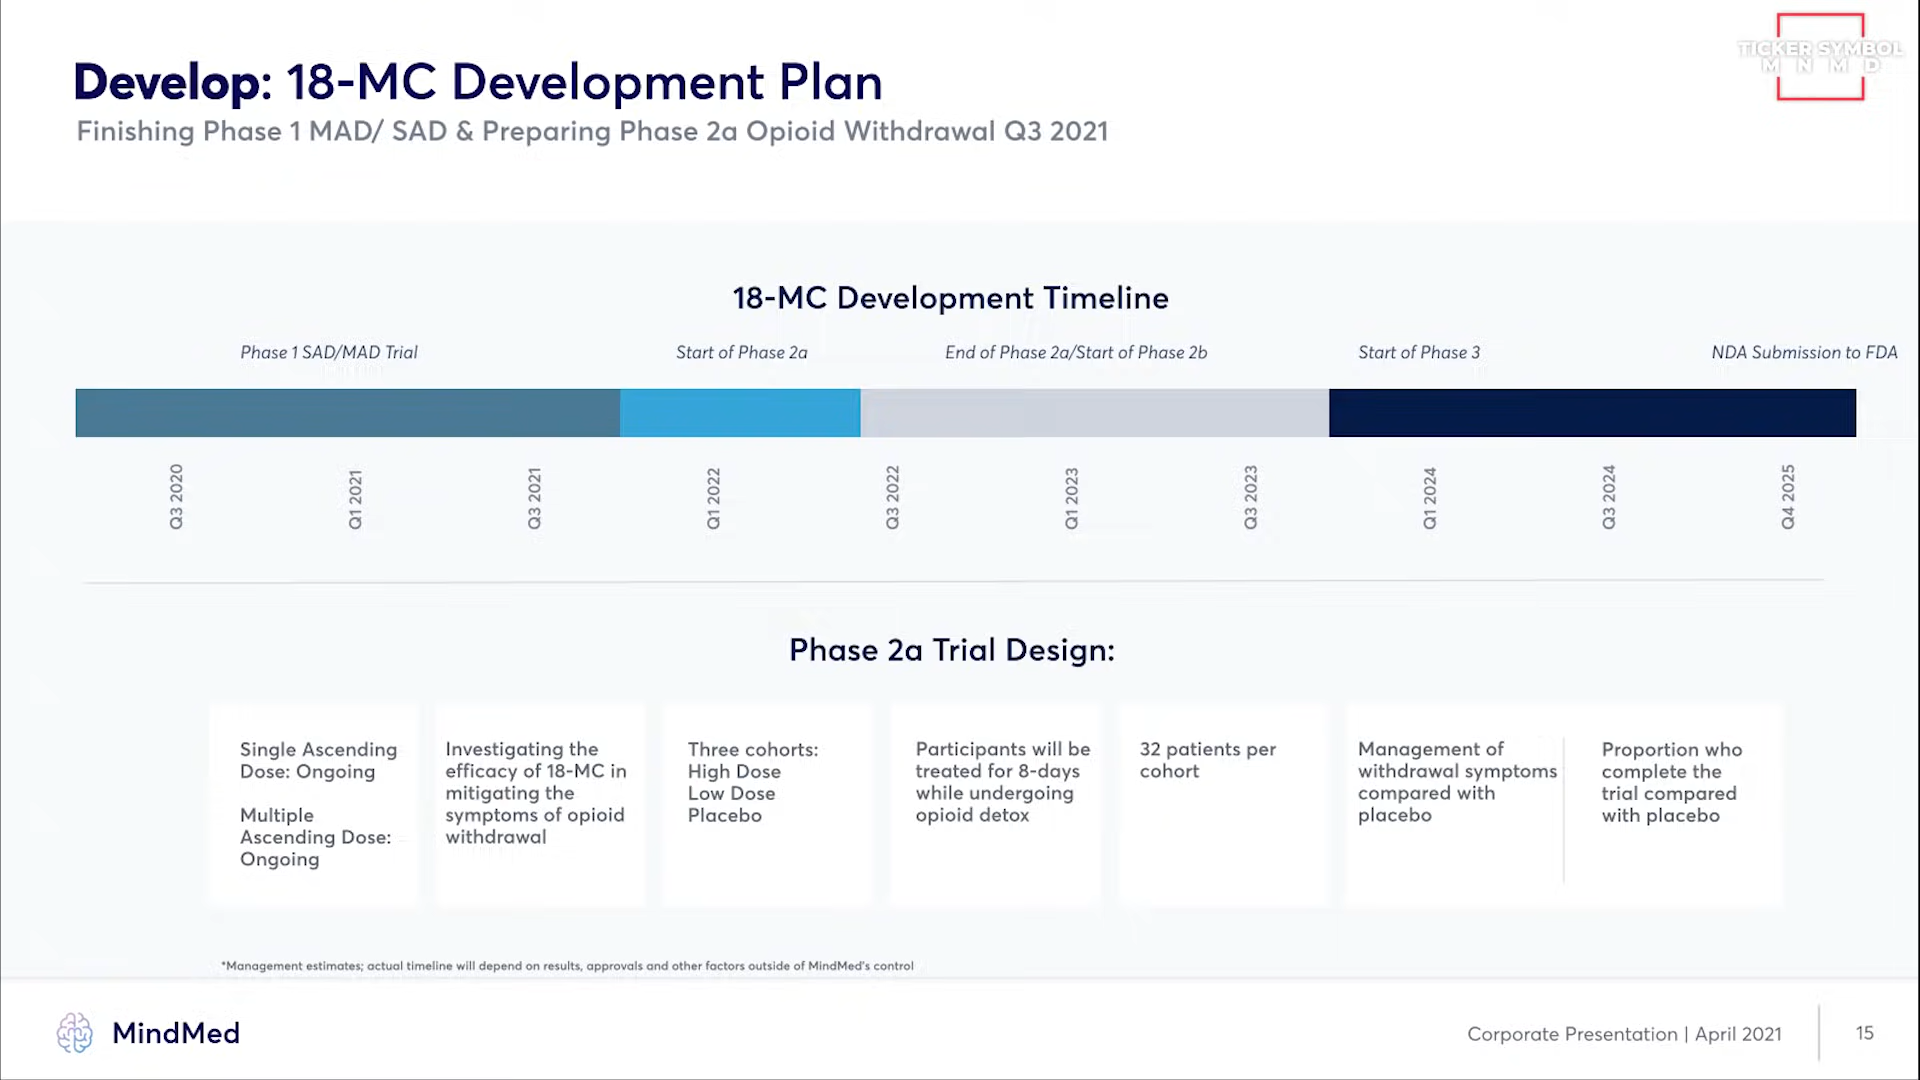 TICKER SYMBOL
M N M D
Develop: 18-MC Development Plan
Finishing Phase 1 MAD/ SAD & Preparing Phase 2a Opioid Withdrawal Q3 2021
18-MC Development Timeline
Phase 1 SAD/MAD Trial
Start of Phase 2a
End of Phase 2a/Start of Phase 2b
Start of Phase 3
NDA Submission to FDA
Q3 2020
Q1 2021
Q3 2021
Q1 2022
Q3 2022
Q1 2023
Q3 2023
Q1 2024
Q3 2024
Q4 2025
Phase 2a Trial Design:
Single Ascending
Dose: Ongoing
Multiple
Ascending Dose:
Ongoing
Investigating the
efficacy of 18-MC in
mitigating the
symptoms of opioid
withdrawal
Three cohorts:
High Dose
Low Dose
Placebo
Participants will be
treated for 8-days
while undergoing
opioid detox
32 patients per
cohort
Management of
withdrawal symptoms
compared with
placebo
Proportion who
complete the
trial compared
with placebo
*Management estimates; actual timeline will depend on results, approvals and other factors outside of MindMed's control
MindMed
Corporate Presentation | April 2021
15